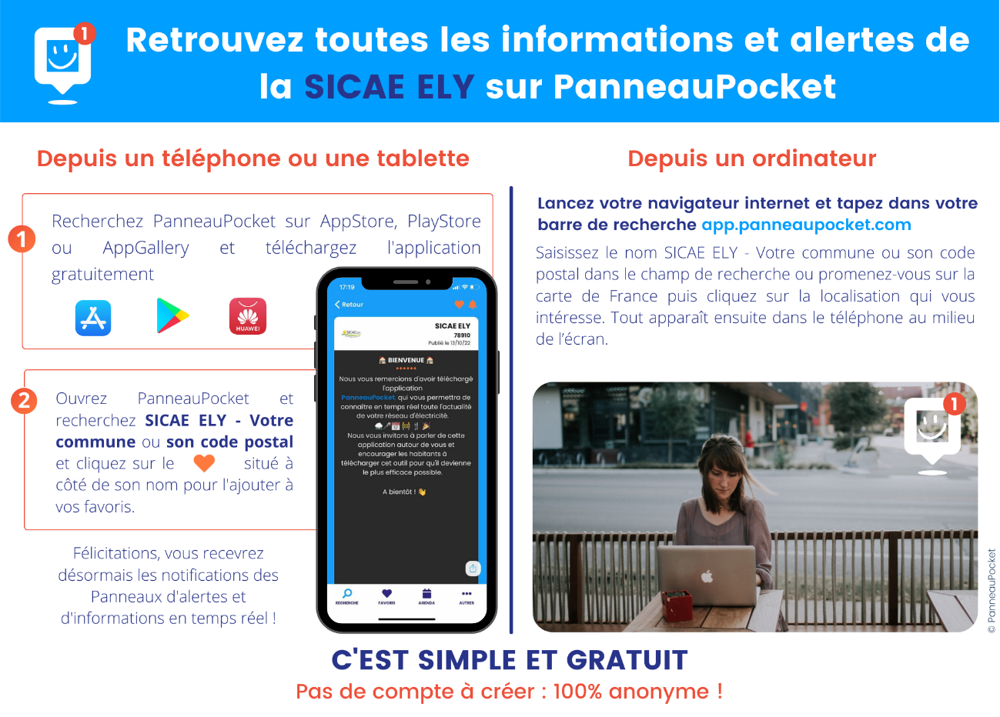 1
Retrouvez toutes les informations et alertes de
la SICAE ELY sur PanneauPocket
Depuis un téléphone ou une tablette
1
Recherchez PanneauPocket sur AppStore, PlayStore
ou AppGallery et téléchargez l'application
gratuitement
HUAWEI
2
Ouvrez PanneauPocket et
recherchez SICAE ELY - Votre
commune ou son code postal
et cliquez sur le situé à
côté de son nom pour l'ajouter à
vos favoris.
Félicitations, vous recevrez
désormais les notifications des
Panneaux d'alertes et
d'informations en temps réel !
17:19
Retour
SICAE ELY
SICAE ELY
78910
Publié le 13/10/22
BIENVENUE
Nous vous remercions d'avoir téléchargé
l'application
PanneauPocket, qui vous permettra de
connaître en temps réel toute l'actualité
de votre réseau d'électricité.
Nous vous invitons à parler de cette
application autour de vous et
encourager les habitants à
télécharger cet outil pour qu'il devienne
le plus efficace possible.
A bientôt !
RECHERCHE
FAVORIS
AGENDA
AUTRES
Depuis un ordinateur
Lancez votre navigateur internet et tapez dans votre
barre de recherche app.panneaupocket.com
Saisissez le nom SICAE ELY - Votre commune ou son code
postal dans le champ de recherche ou promenez-vous sur la
carte de France puis cliquez sur la localisation qui vous
intéresse. Tout apparaît ensuite dans le téléphone au milieu
de l'écran.
1
© PanneauPocket
C'EST SIMPLE ET GRATUIT
Pas de compte à créer : 100% anonyme !